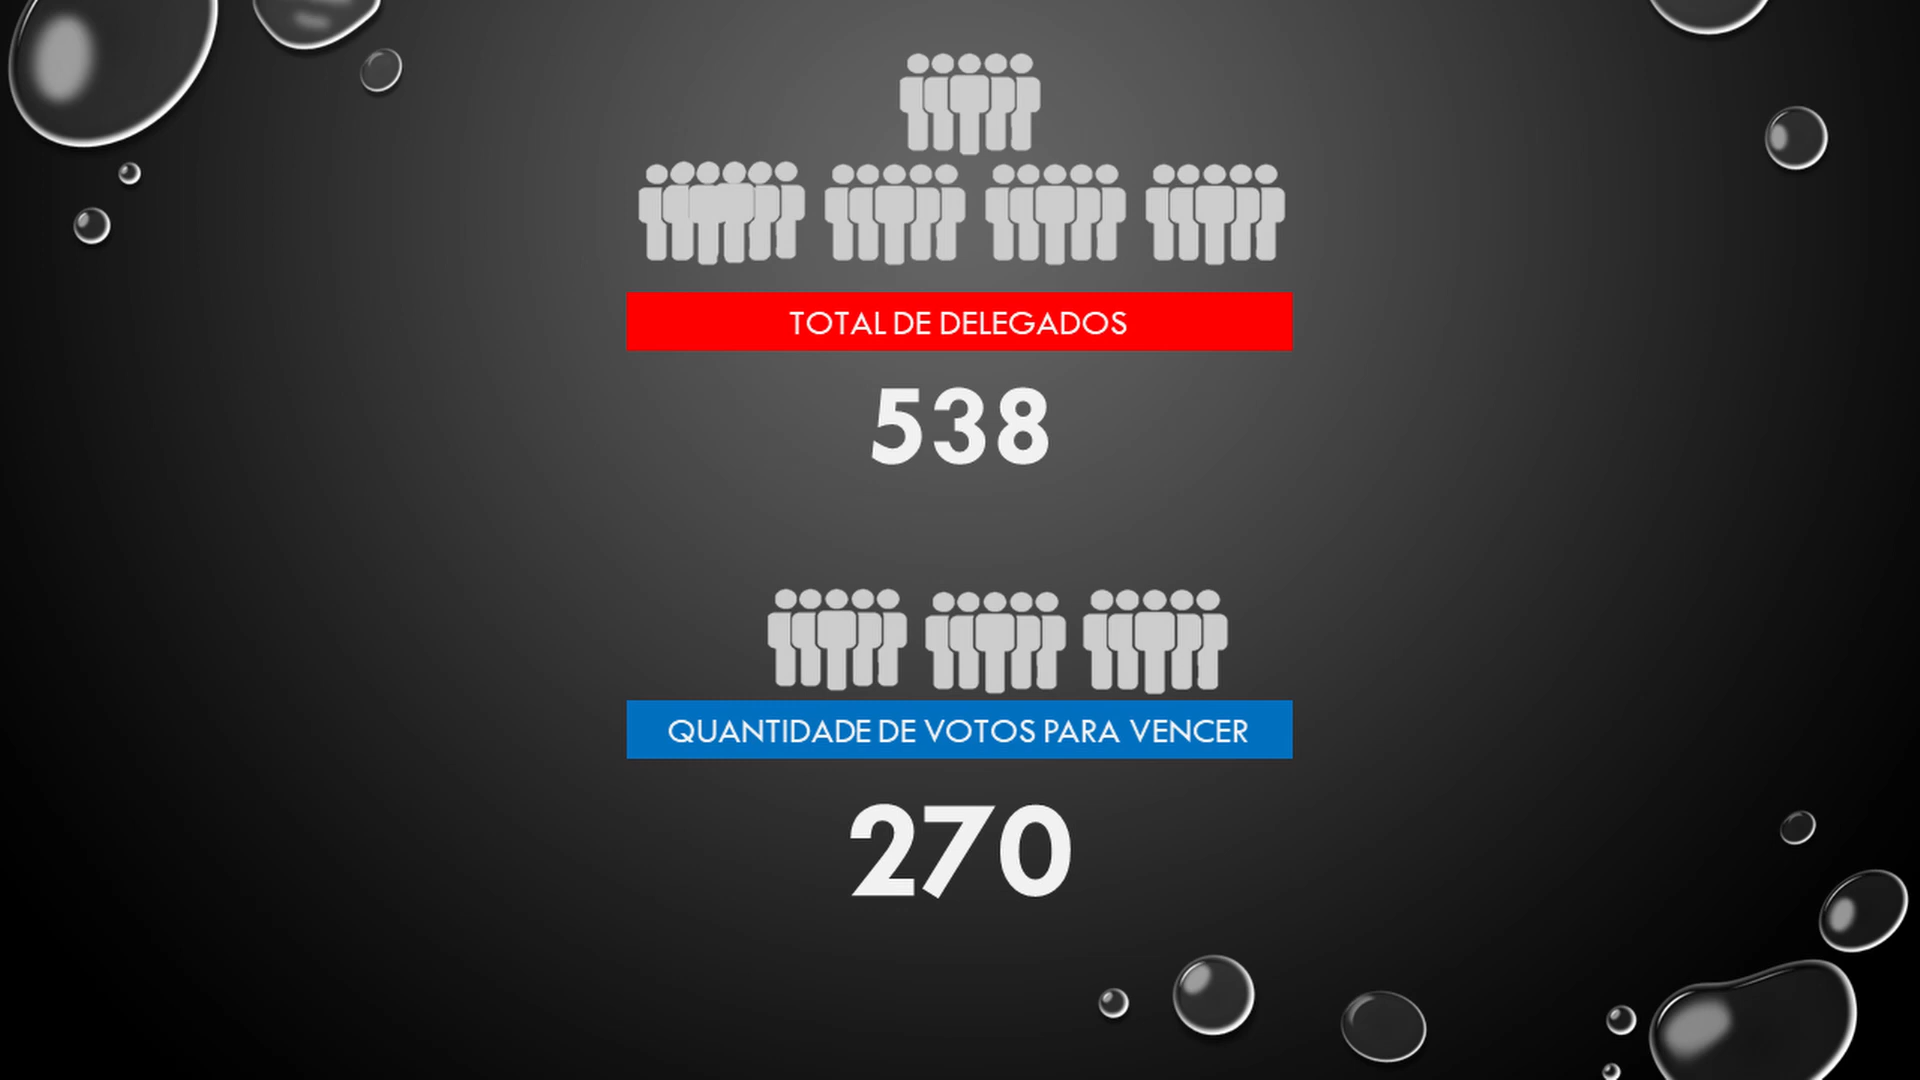 TOTAL DE DELEGADOS
538
QUANTIDADE DE VOTOS PARA VENCER
270